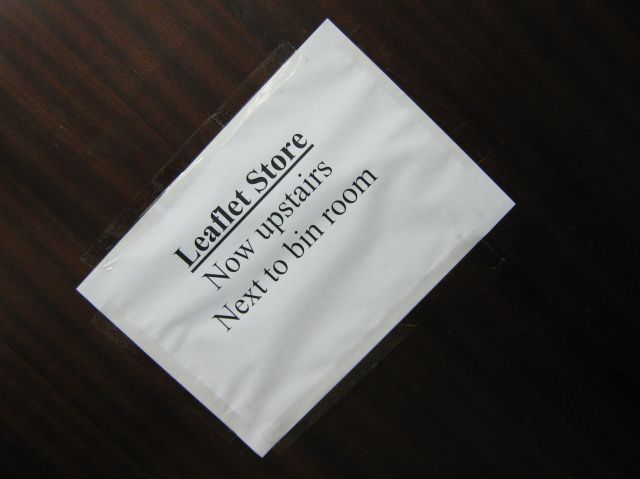 Leaflet Store
Now upstairs
Next to bin room